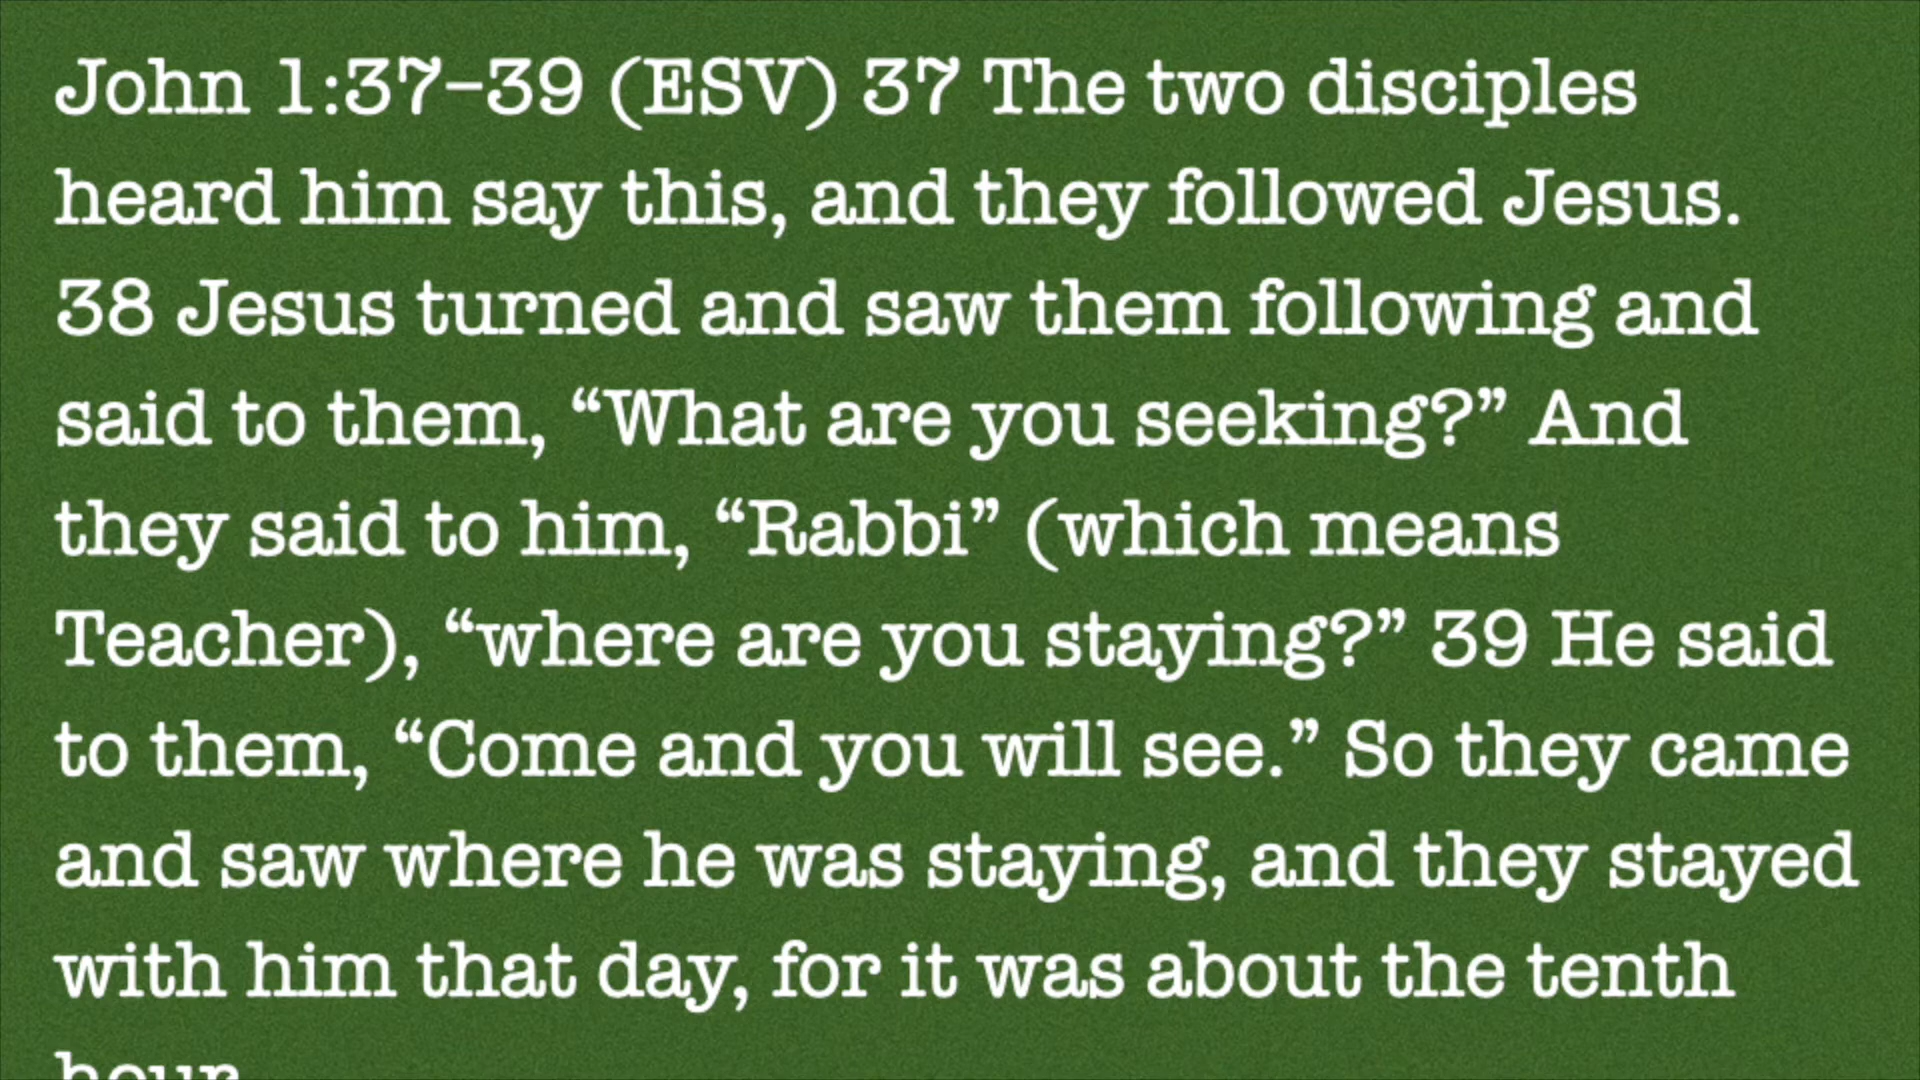 John 1:37–39 (ESV) 37 The two disciples
heard him say this, and they followed Jesus.
38 Jesus turned and saw them following and
said to them, “What are you seeking?” And
they said to him, “Rabbi” (which means
Teacher), “where are you staying?” 39 He said
to them, “Come and you will see.” So they came
and saw where he was staying, and they stayed
with him that day, for it was about the tenth
hour